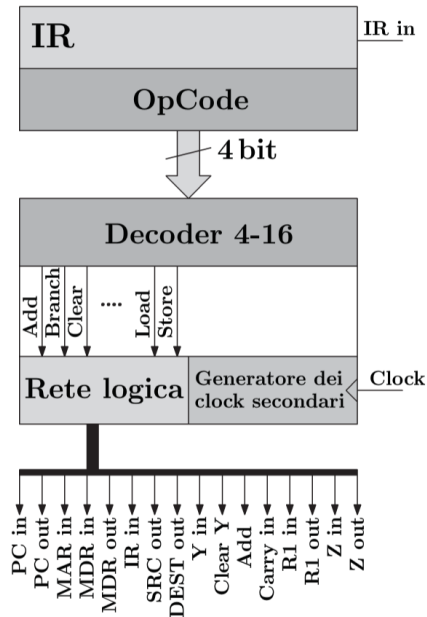 IR
IR in
OpCode
4 bit
Decoder 4-16
Add
Branch
Clear
....
Load
Store
Rete logica
Generatore dei
clock secondari
Clock
PC in
PC out
MAR in
MDR in
MDR out
IR in
SRC out
DEST out
Y in
Clear Y
Add
Carry in
R1 in
R1 out
Z in
Z out